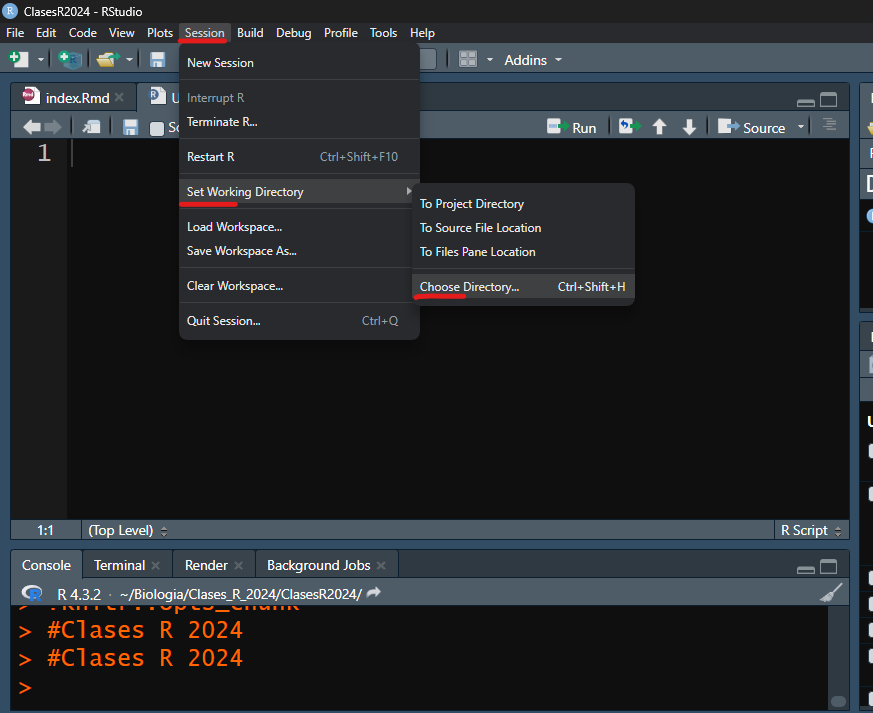 ClasesR2024 - RStudio
File Edit Code View Plots Session Build Debug Profile Tools Help
Addins
New Session
Interrupt R
Terminate R...
Restart R Ctrl+Shift+F10
Set Working Directory
Load Workspace...
Save Workspace As...
Clear Workspace...
Quit Session... Ctrl+Q
To Project Directory
To Source File Location
To Files Pane Location
Choose Directory... Ctrl+Shift+H
index.Rmd
Run Source
1
1:1 (Top Level) R Script
Console Terminal Render Background Jobs
R 4.3.2 · ~/Biologia/Clases_R_2024/ClasesR2024/
> #Clases R 2024
> #Clases R 2024
>